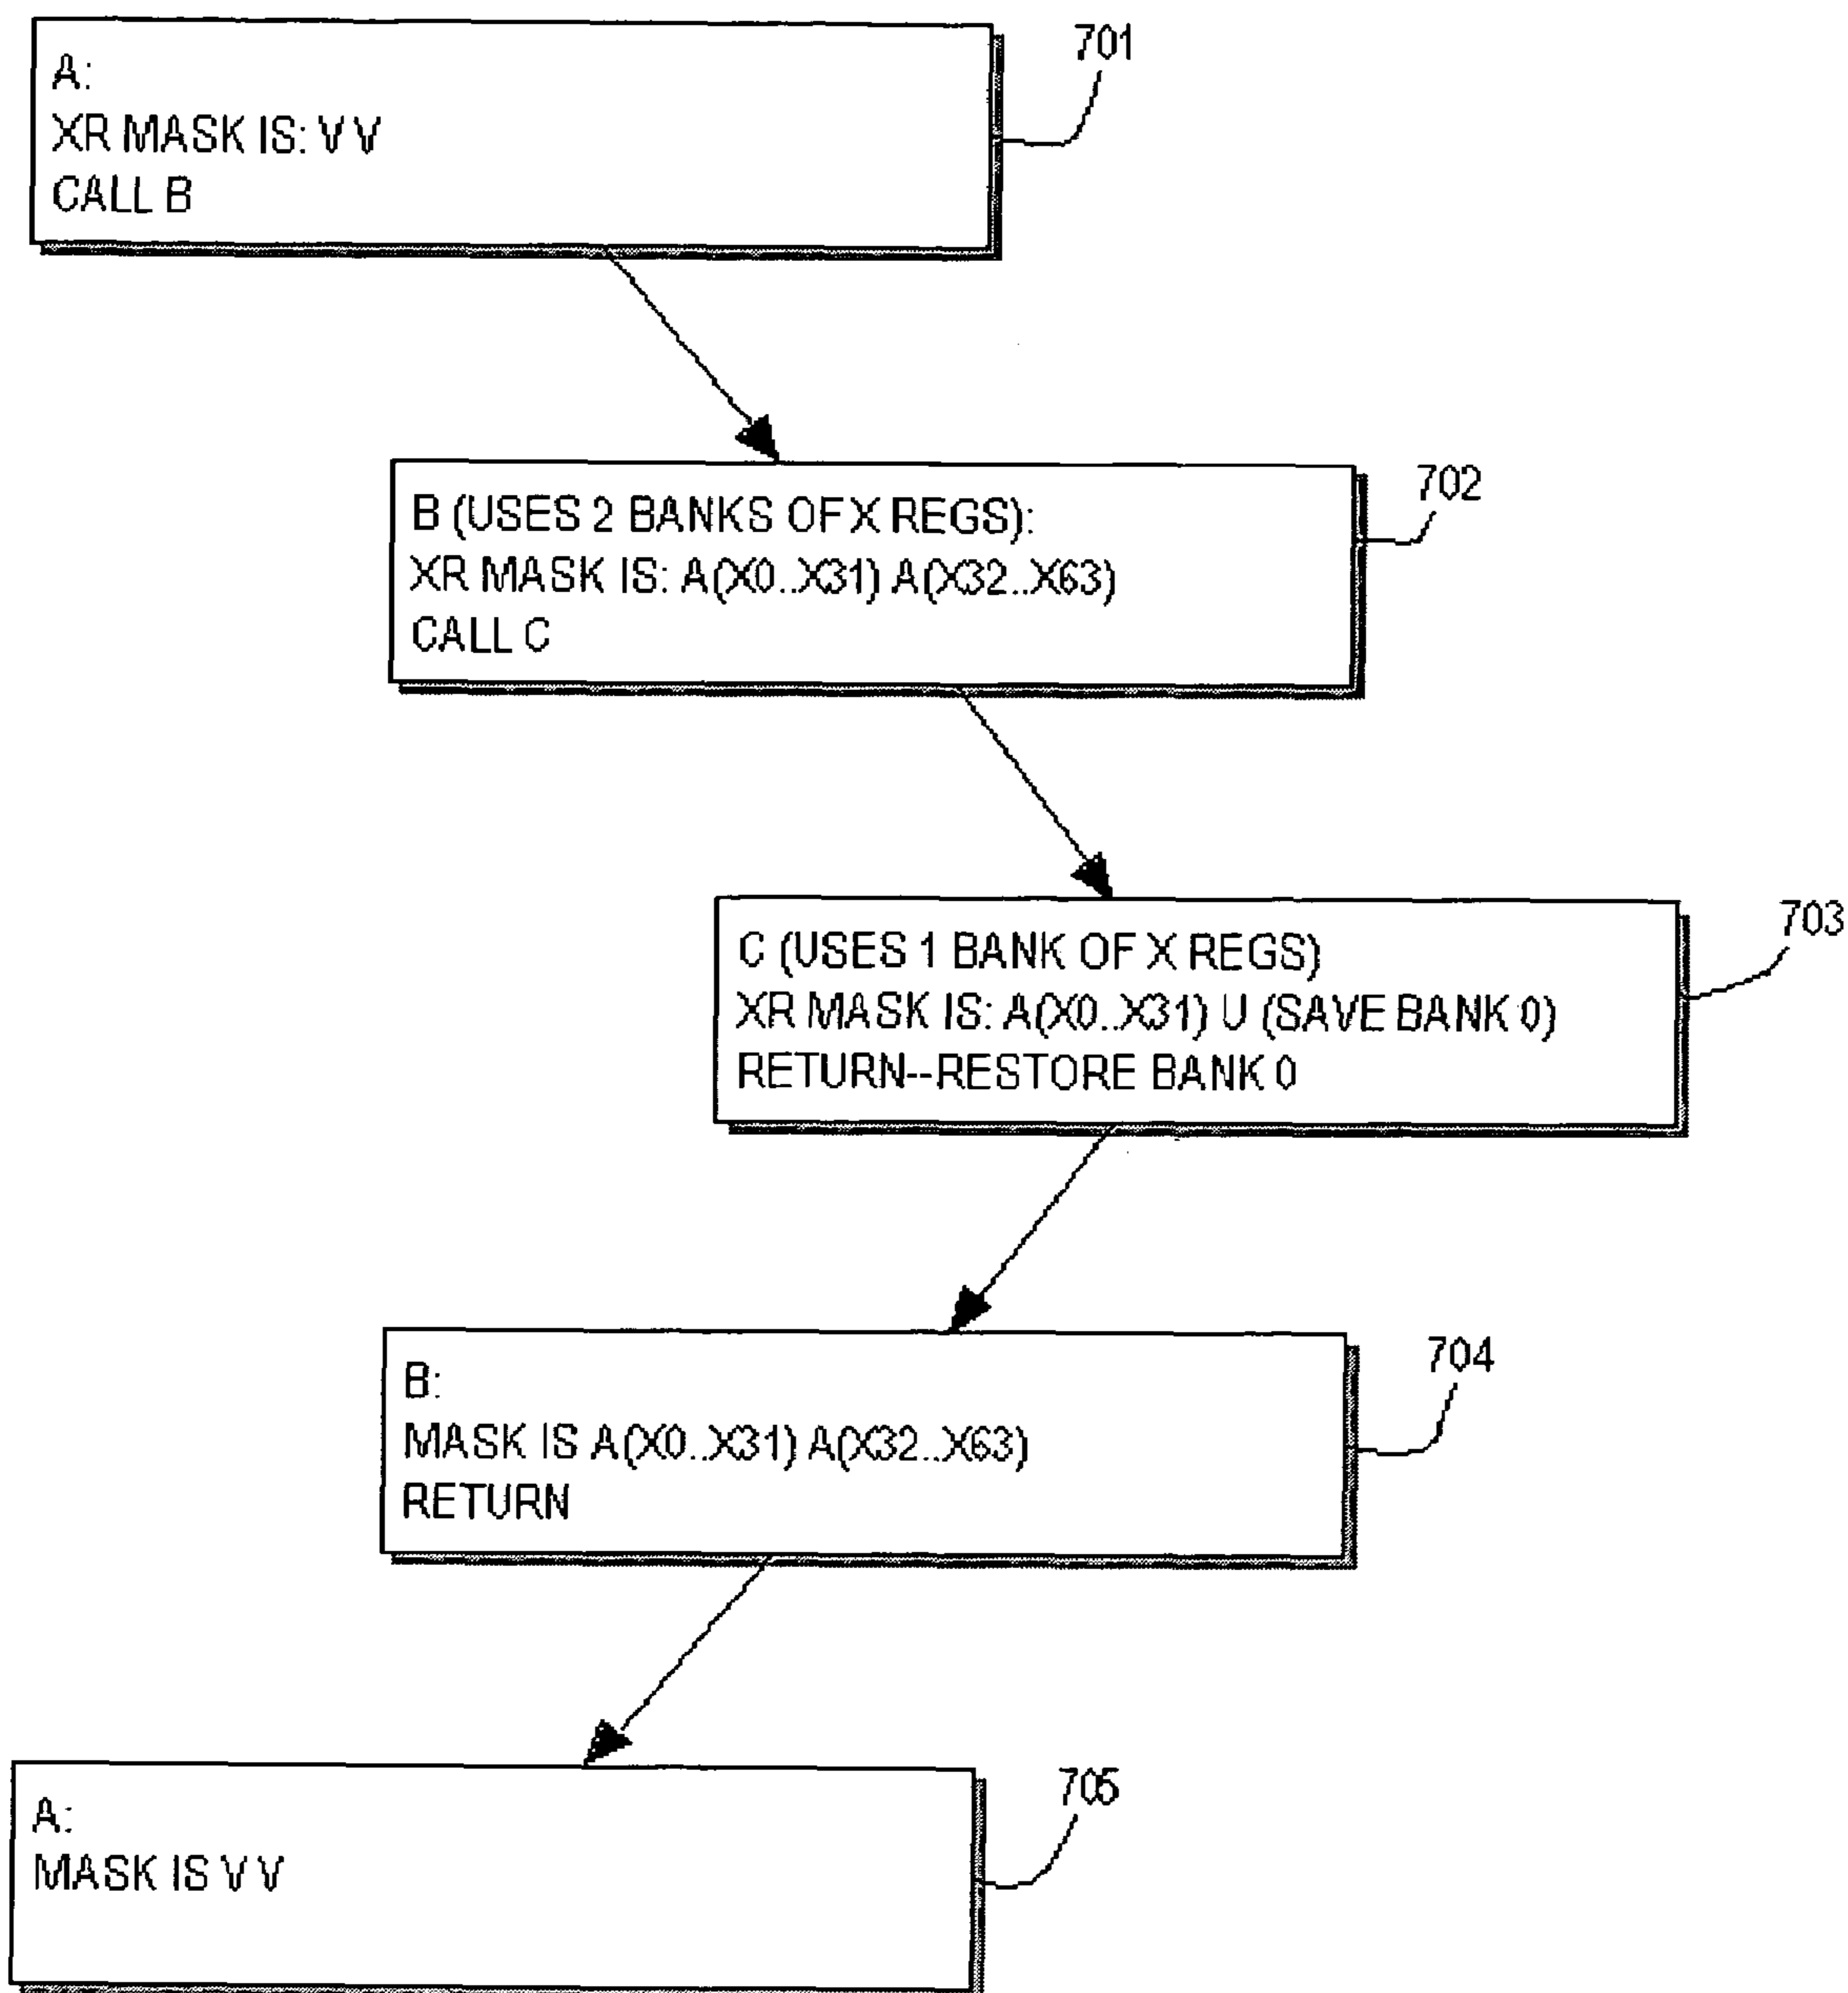 A:
XR MASK IS: V V
CALL B
701
B (USES 2 BANKS OF X REGS):
XR MASK IS: A(X0..X31) A(X32..X63)
CALL C
702
C (USES 1 BANK OF X REGS)
XR MASK IS: A(X0..X31) U (SAVE BANK 0)
RETURN--RESTORE BANK 0
703
B:
MASK IS A(X0..X31) A(X32..X63)
RETURN
704
A:
MASK IS V V
705